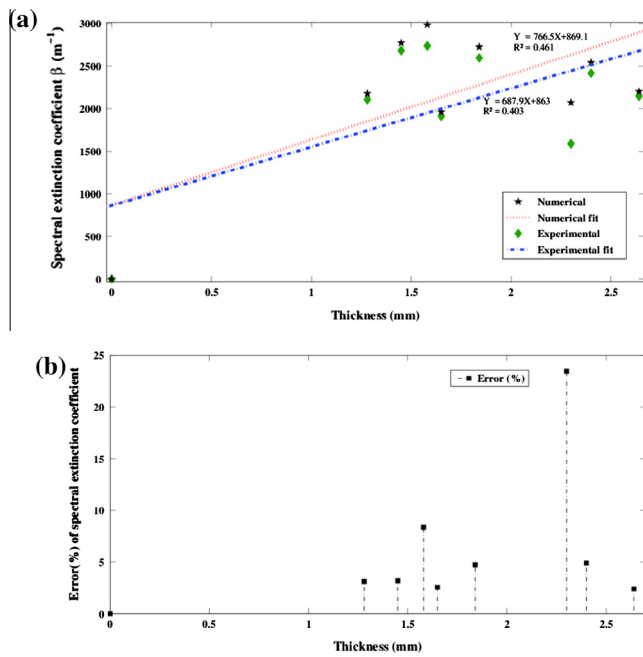 (a)
Spectral extinction coefficient β (m⁻¹)
3000
2500
2000
1500
1000
500
0
Y = 766.5X+869.1
R² = 0.461
Y = 687.9X+863
R² = 0.403
Numerical
Numerical fit
Experimental
Experimental fit
0 0.5 1 1.5 2 2.5
Thickness (mm)
(b)
Error(%) of spectral extinction coefficient
25
20
15
10
5
0
Error (%)
0 0.5 1 1.5 2 2.5
Thickness (mm)